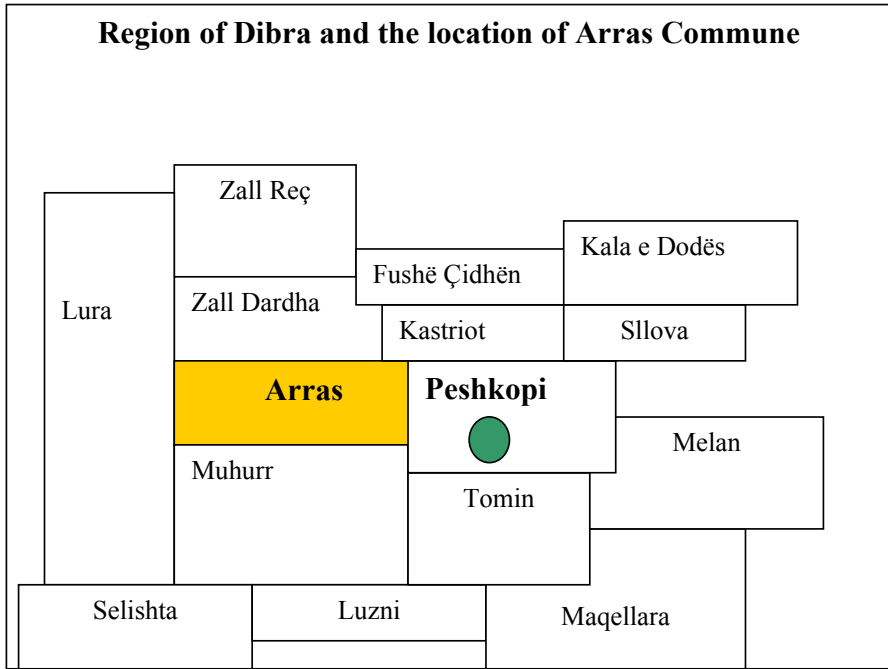 Region of Dibra and the location of Arras Commune
Zall Reç
Kala e Dodës
Fushë Çidhën
Lura
Zall Dardha
Kastriot
Sllova
Arras
Peshkopi
Melan
Muhurr
Tomin
Selishta
Luzni
Maqellara